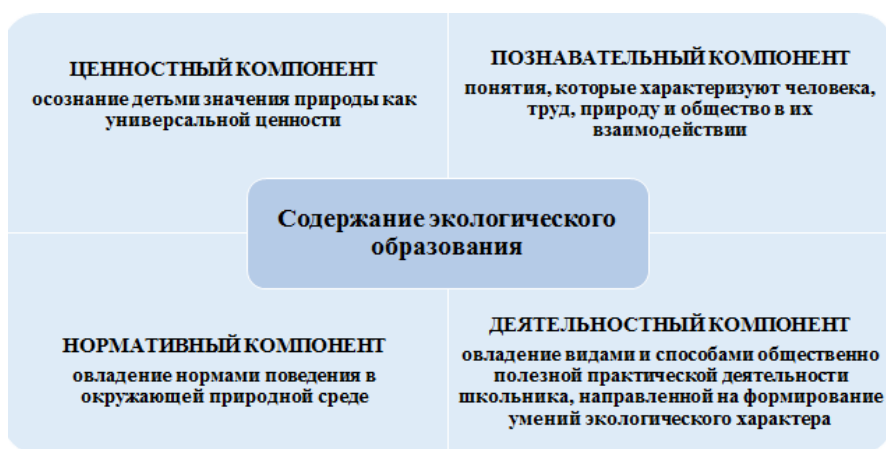 ЦЕННОСТНЫЙ КОМПОНЕНТ
осознание детьми значения природы как
универсальной ценности
ПОЗНАВАТЕЛЬНЫЙ КОМПОНЕНТ
понятия, которые характеризуют человека,
труд, природу и общество в их
взаимодействии
Содержание экологического
образования
НОРМАТИВНЫЙ КОМПОНЕНТ
овладение нормами поведения в
окружающей природной среде
ДЕЯТЕЛЬНОСТНЫЙ КОМПОНЕНТ
овладение видами и способами общественно
полезной практической деятельности
школьника, направленной на формирование
умений экологического характера